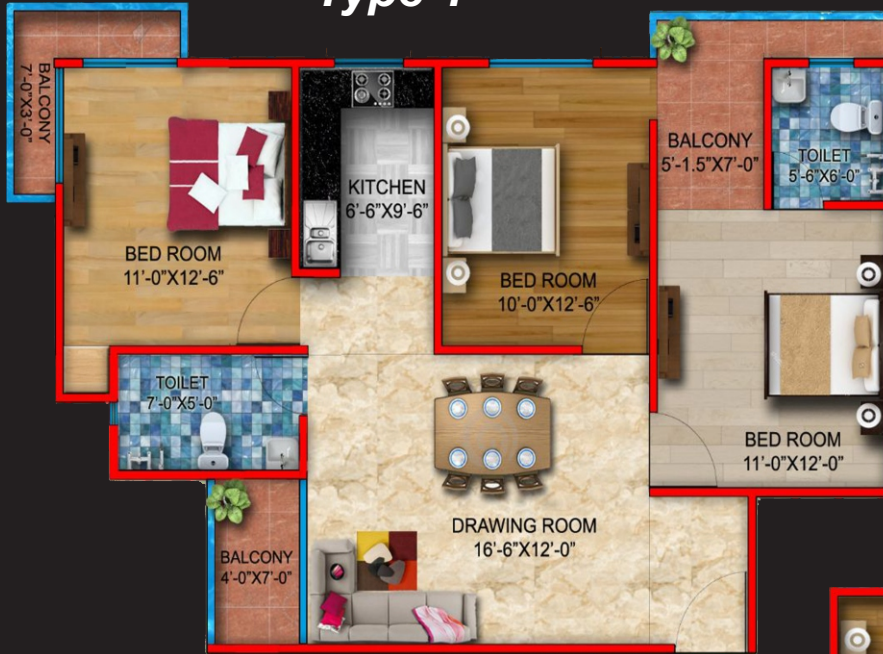 BALCONY
7'-0"X3'-0"
BED ROOM
11'-0"X12'-6"
KITCHEN
6'-6"X9'-6"
BED ROOM
10'-0"X12'-6"
BALCONY
5'-1.5"X7'-0"
TOILET
5'-6"X6'-0"
TOILET
7'-0"X5'-0"
BED ROOM
11'-0"X12'-0"
DRAWING ROOM
16'-6"X12'-0"
BALCONY
4'-0"X7'-0"